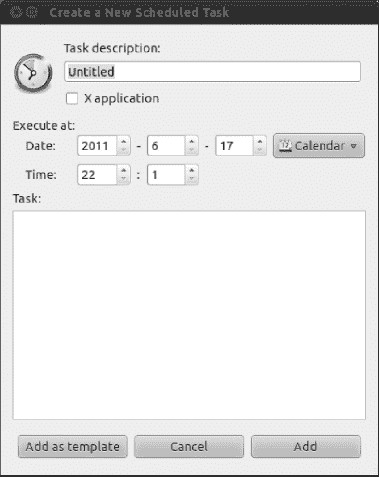 Create a New Scheduled Task
Task description:
Untitled
X application
Execute at:
Date: 2011 - 6 - 17 Calendar
Time: 22 : 1
Task:
Add as template Cancel Add